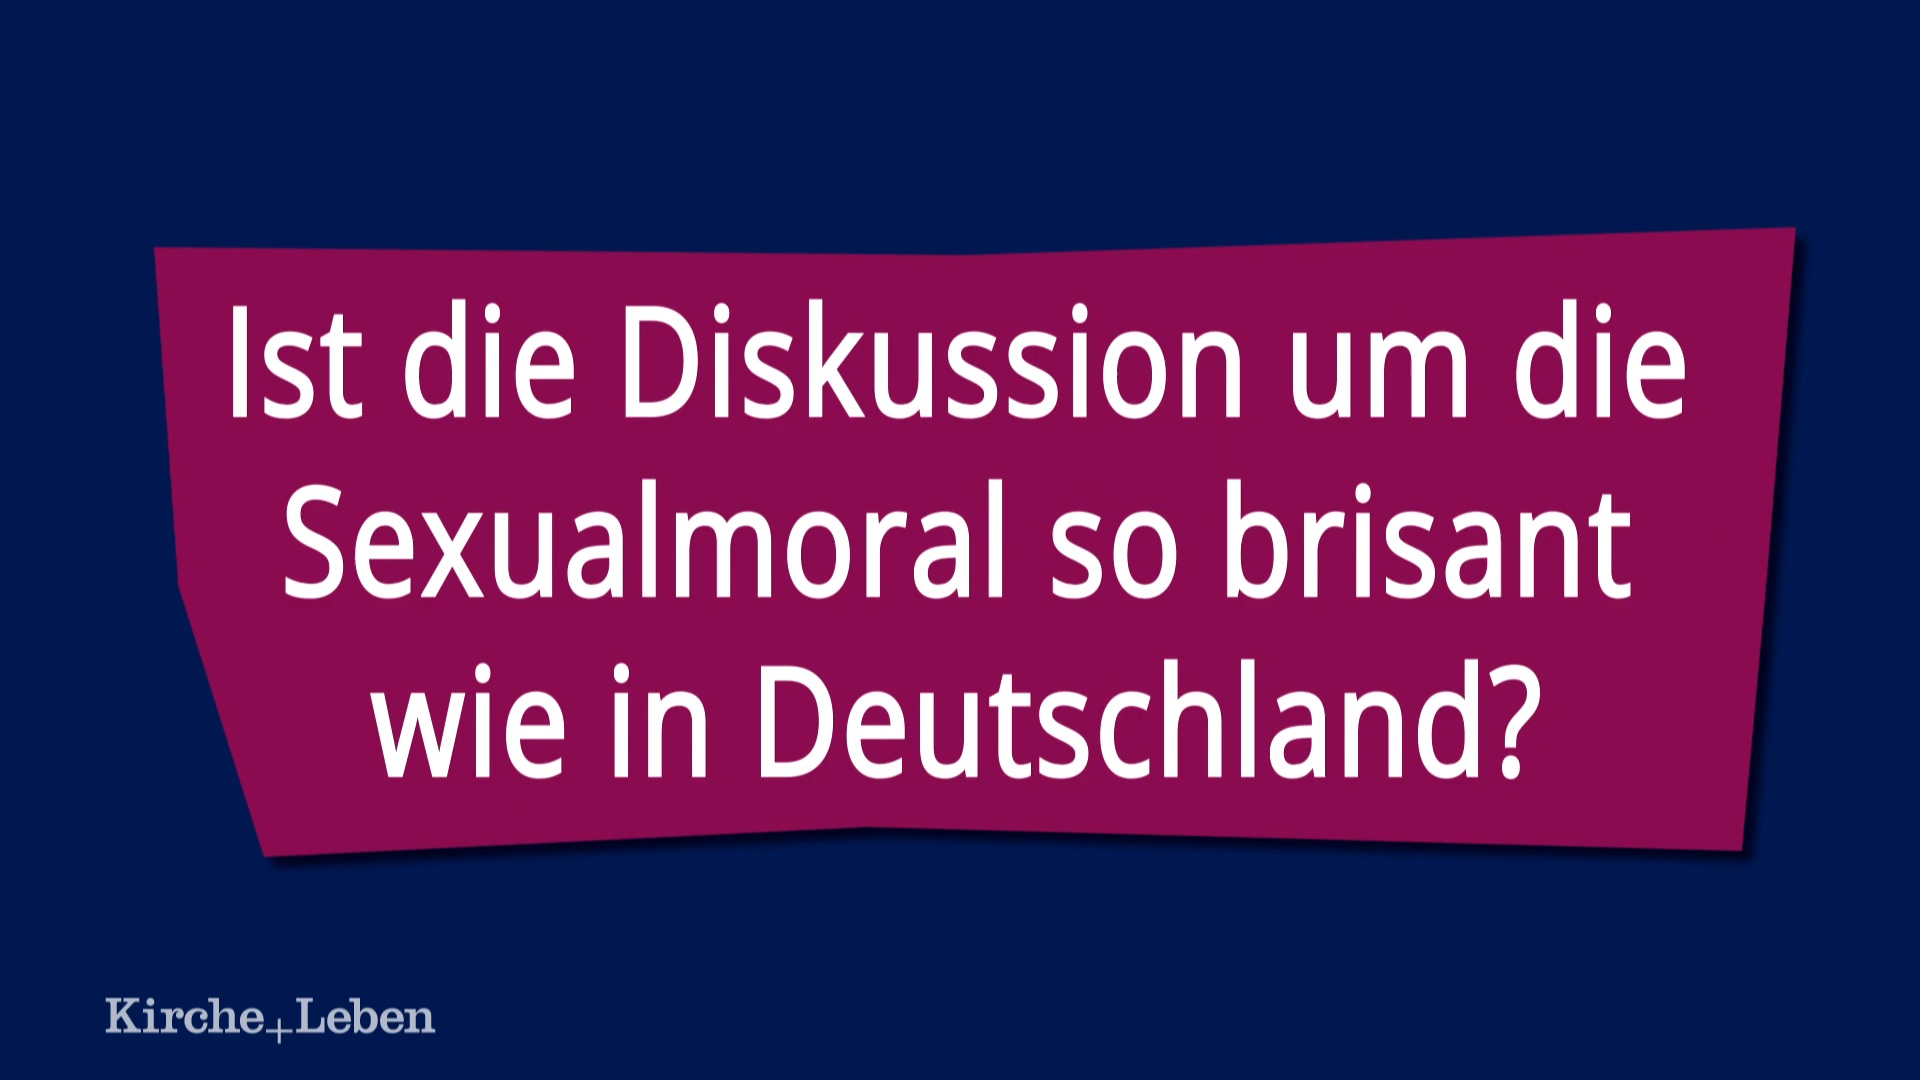 Ist die Diskussion um die
Sexualmoral so brisant
wie in Deutschland?
Kirche+Leben